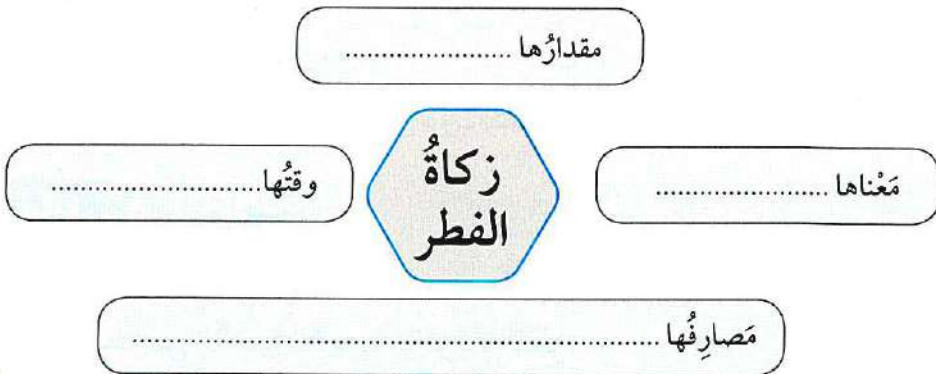 مقدارُها ......................
زكاةُ
الفطر
مَعْناها .......................
وقتُها............................
مَصارِفُها ......................................................................